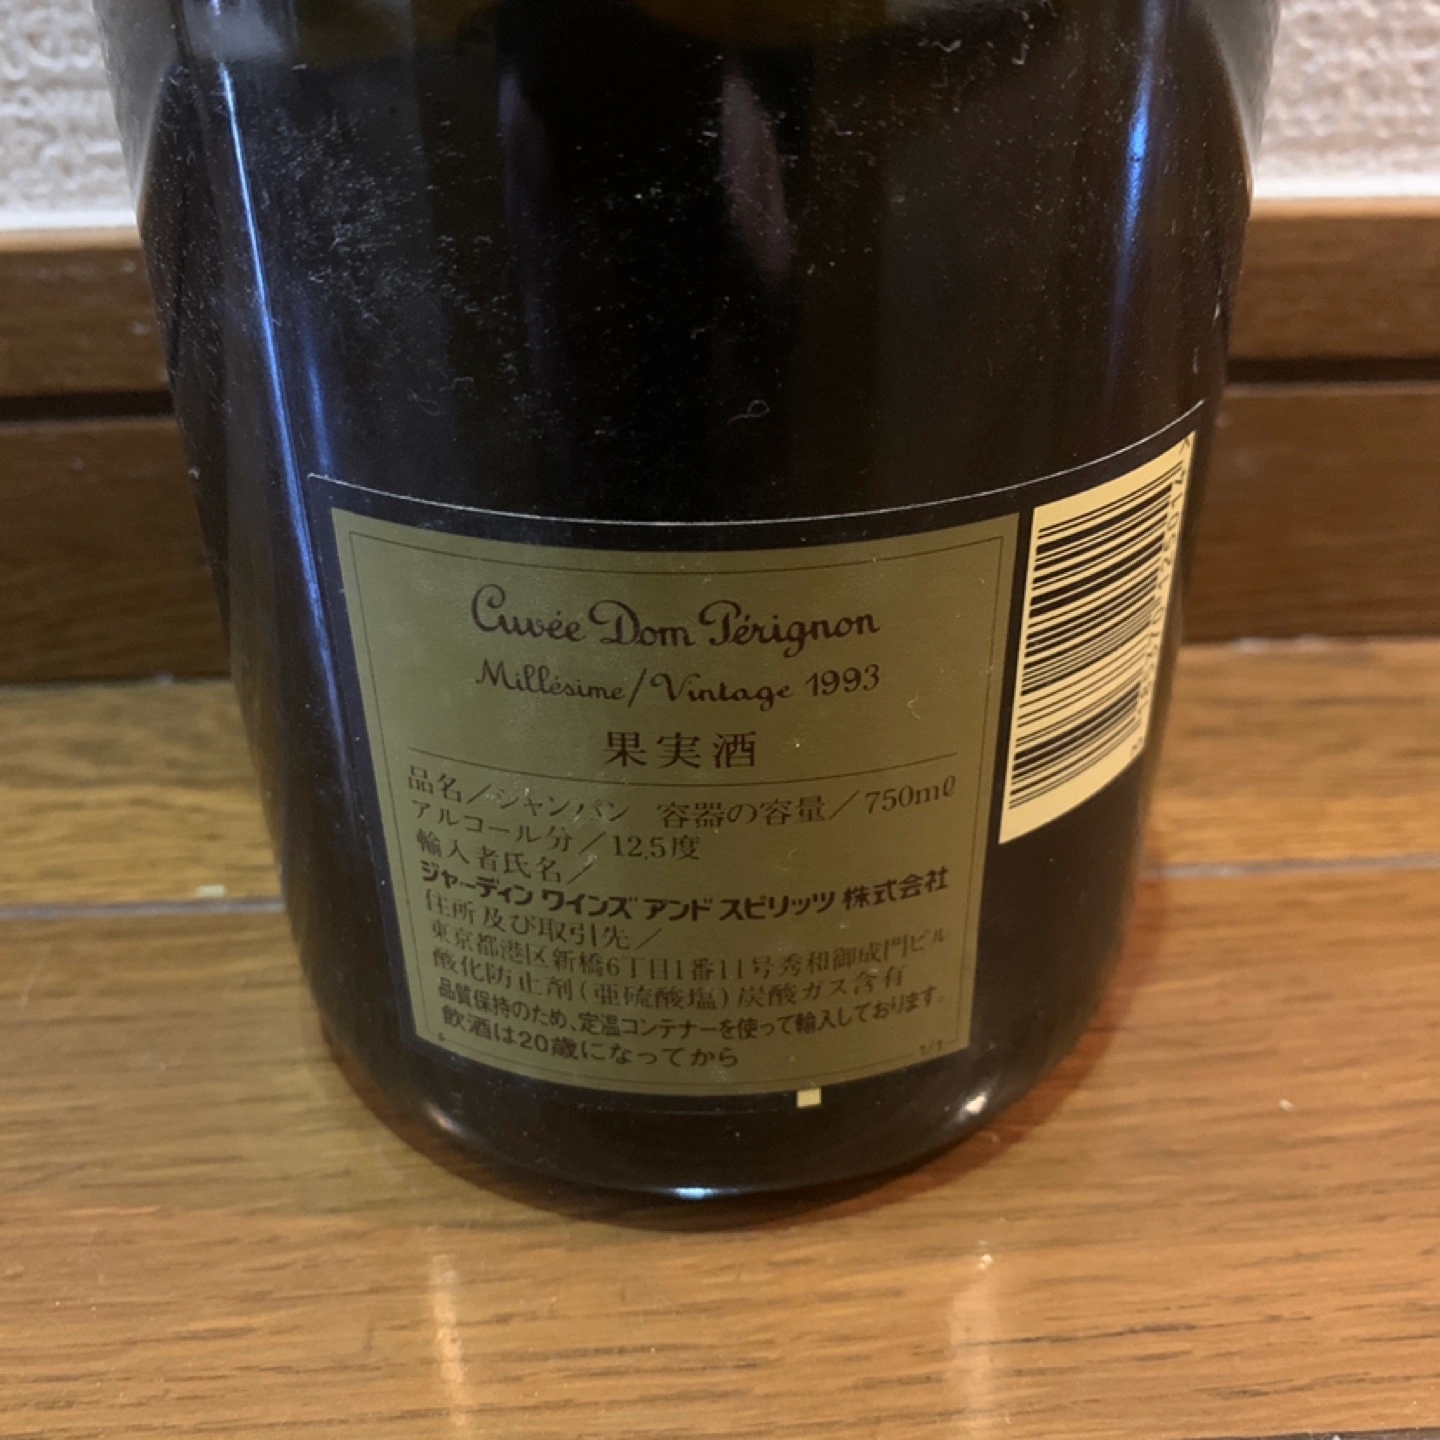 Cuvée Dom Pérignon
Millésime/Vintage 1993
果実酒
品名／シャンパン 容器の容量／750mℓ
アルコール分／12.5度
輸入者氏名／
ジャーディン ワインズ アンド スピリッツ 株式会社
住所及び取引先／
東京都港区新橋6丁目1番11号秀和御成門ビル
酸化防止剤(亜硫酸塩)炭酸ガス含有
品質保持のため、定温コンテナーを使って輸入しております。
飲酒は20歳になってから
1/1